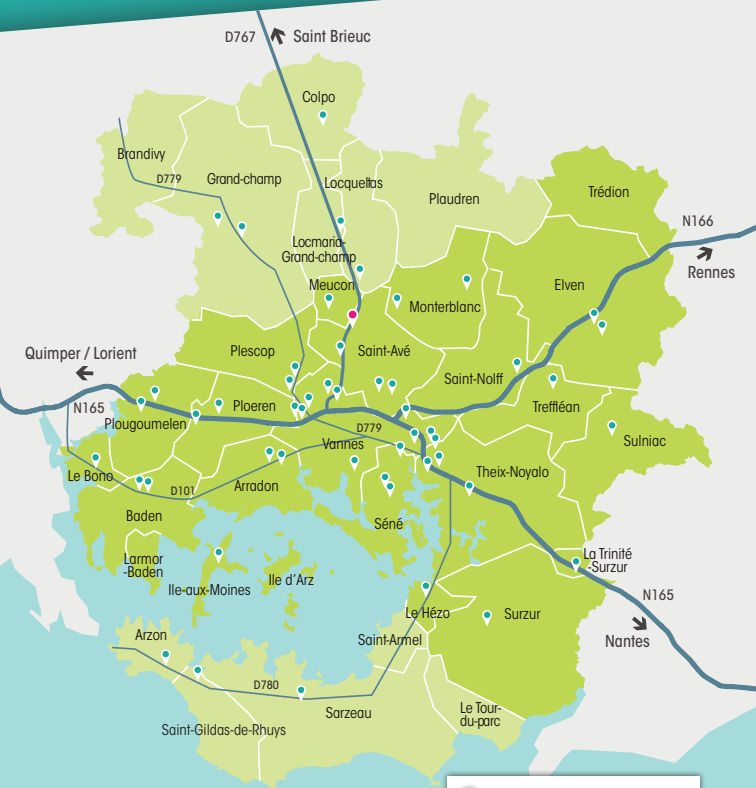 D767
Saint Brieuc
Colpo
Brandivy
D779
Grand-champ
Locqueltas
Plaudren
Trédion
N166
Rennes
Locmaria-
Grand-champ
Meucon
Monterblanc
Elven
Quimper / Lorient
N165
Plescop
Saint-Avé
Saint-Nolff
Treffléan
Ploeren
Plougoumelen
D779
Vannes
Sulniac
Le Bono
D101
Arradon
Theix-Noyalo
Baden
Séné
Larmor
-Baden
Ile-aux-Moines
Ile d'Arz
La Trinité
-Surzur
N165
Nantes
Le Hézo
Surzur
Arzon
Saint-Armel
D780
Sarzeau
Le Tour-
du-parc
Saint-Gildas-de-Rhuys